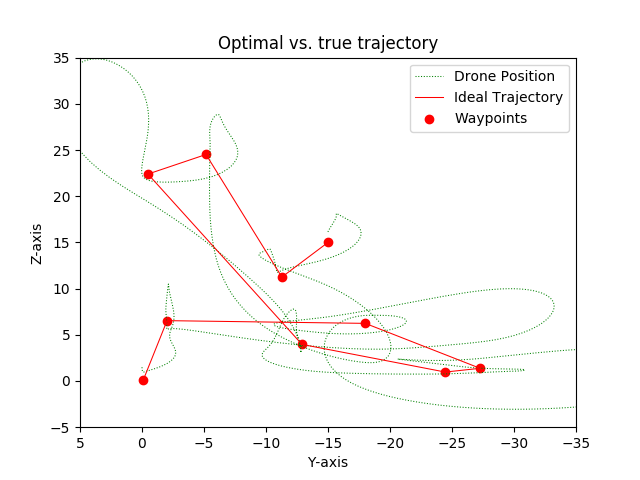 Optimal vs. true trajectory
Drone Position
Ideal Trajectory
Waypoints
Z-axis
35
30
25
20
15
10
5
0
−5
5 0 −5 −10 −15 −20 −25 −30 −35
Y-axis